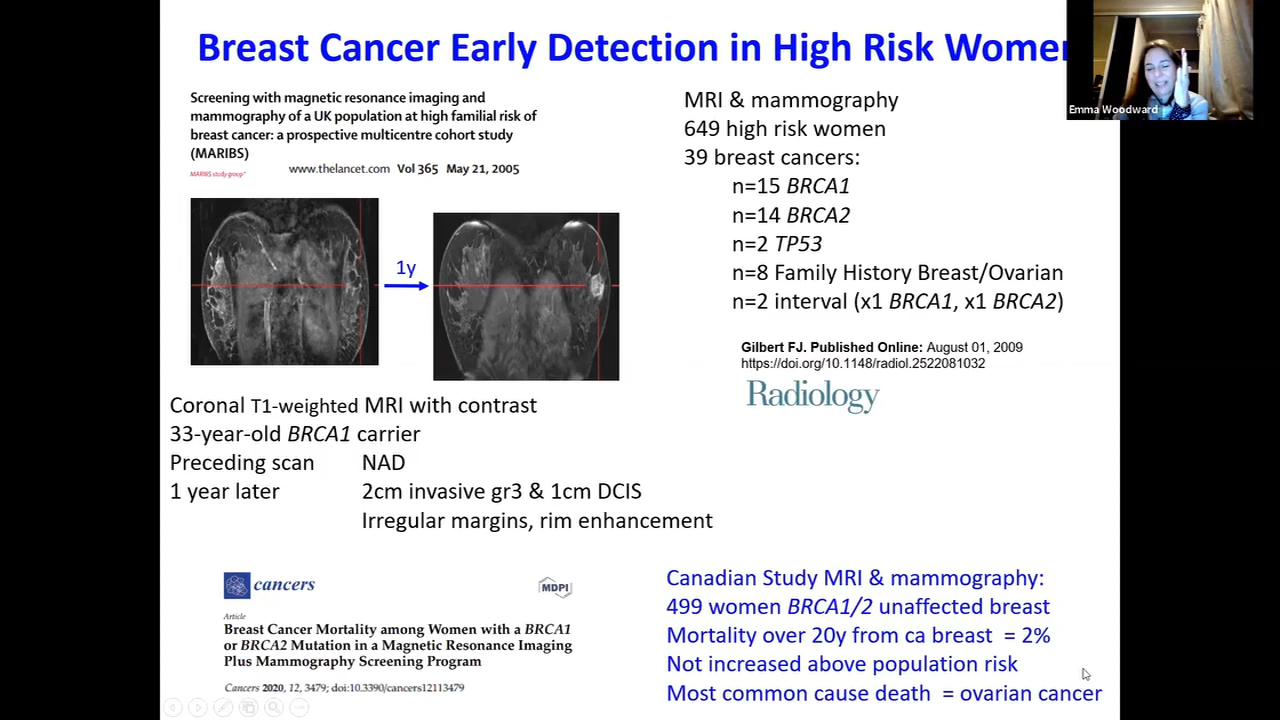 Breast Cancer Early Detection in High Risk Women
Emma Woodward
Screening with magnetic resonance imaging and
mammography of a UK population at high familial risk of
breast cancer: a prospective multicentre cohort study
(MARIBS)
MARIBS study group*
www.thelancet.com Vol 365 May 21, 2005
1y
Coronal T1-weighted MRI with contrast
33-year-old BRCA1 carrier
Preceding scan NAD
1 year later 2cm invasive gr3 & 1cm DCIS
Irregular margins, rim enhancement
MRI & mammography
649 high risk women
39 breast cancers:
n=15 BRCA1
n=14 BRCA2
n=2 TP53
n=8 Family History Breast/Ovarian
n=2 interval (x1 BRCA1, x1 BRCA2)
Gilbert FJ. Published Online: August 01, 2009
https://doi.org/10.1148/radiol.2522081032
Radiology
cancers
MDPI
Article
Breast Cancer Mortality among Women with a BRCA1
or BRCA2 Mutation in a Magnetic Resonance Imaging
Plus Mammography Screening Program
Cancers 2020, 12, 3479; doi:10.3390/cancers12113479
Canadian Study MRI & mammography:
499 women BRCA1/2 unaffected breast
Mortality over 20y from ca breast = 2%
Not increased above population risk
Most common cause death = ovarian cancer